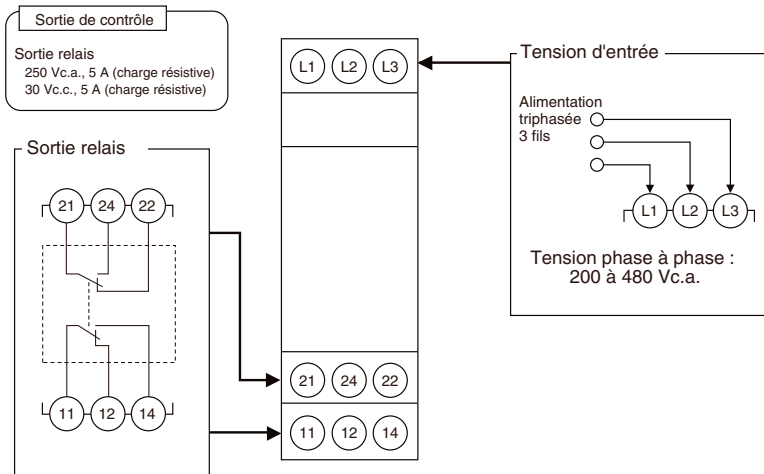 Sortie de contrôle
Sortie relais
250 Vc.a., 5 A (charge résistive)
30 Vc.c., 5 A (charge résistive)
Sortie relais
21 24 22
11 12 14
L1 L2 L3
21 24 22
11 12 14
Tension d'entrée
Alimentation
triphasée
3 fils
L1 L2 L3
Tension phase à phase :
200 à 480 Vc.a.